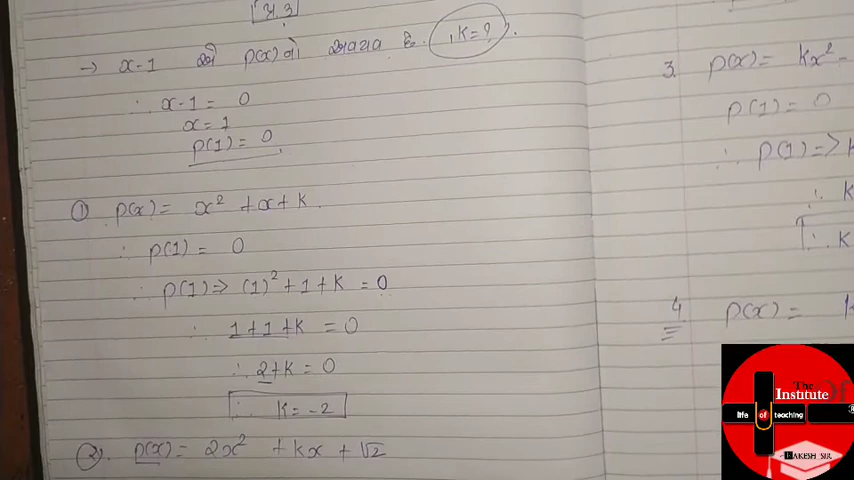 પ્ર.૩
→ x-1 એ p(x) નો અવયવ છે. k=?
∴ x-1 = 0
x = 1
p(1) = 0
① p(x) = x² + x + k.
∴ p(1) = 0
∴ p(1) => (1)² + 1 + k = 0
∴ 1 + 1 + k = 0
∴ 2 + k = 0
∴ k = -2
②. p(x) = 2x² + kx + √2
3. p(x) = kx² -
p(1) = 0
∴ p(1) =>
∴ k
∴ k
4 p(x) =
The
Institute
life of teaching
RAKESH SIR